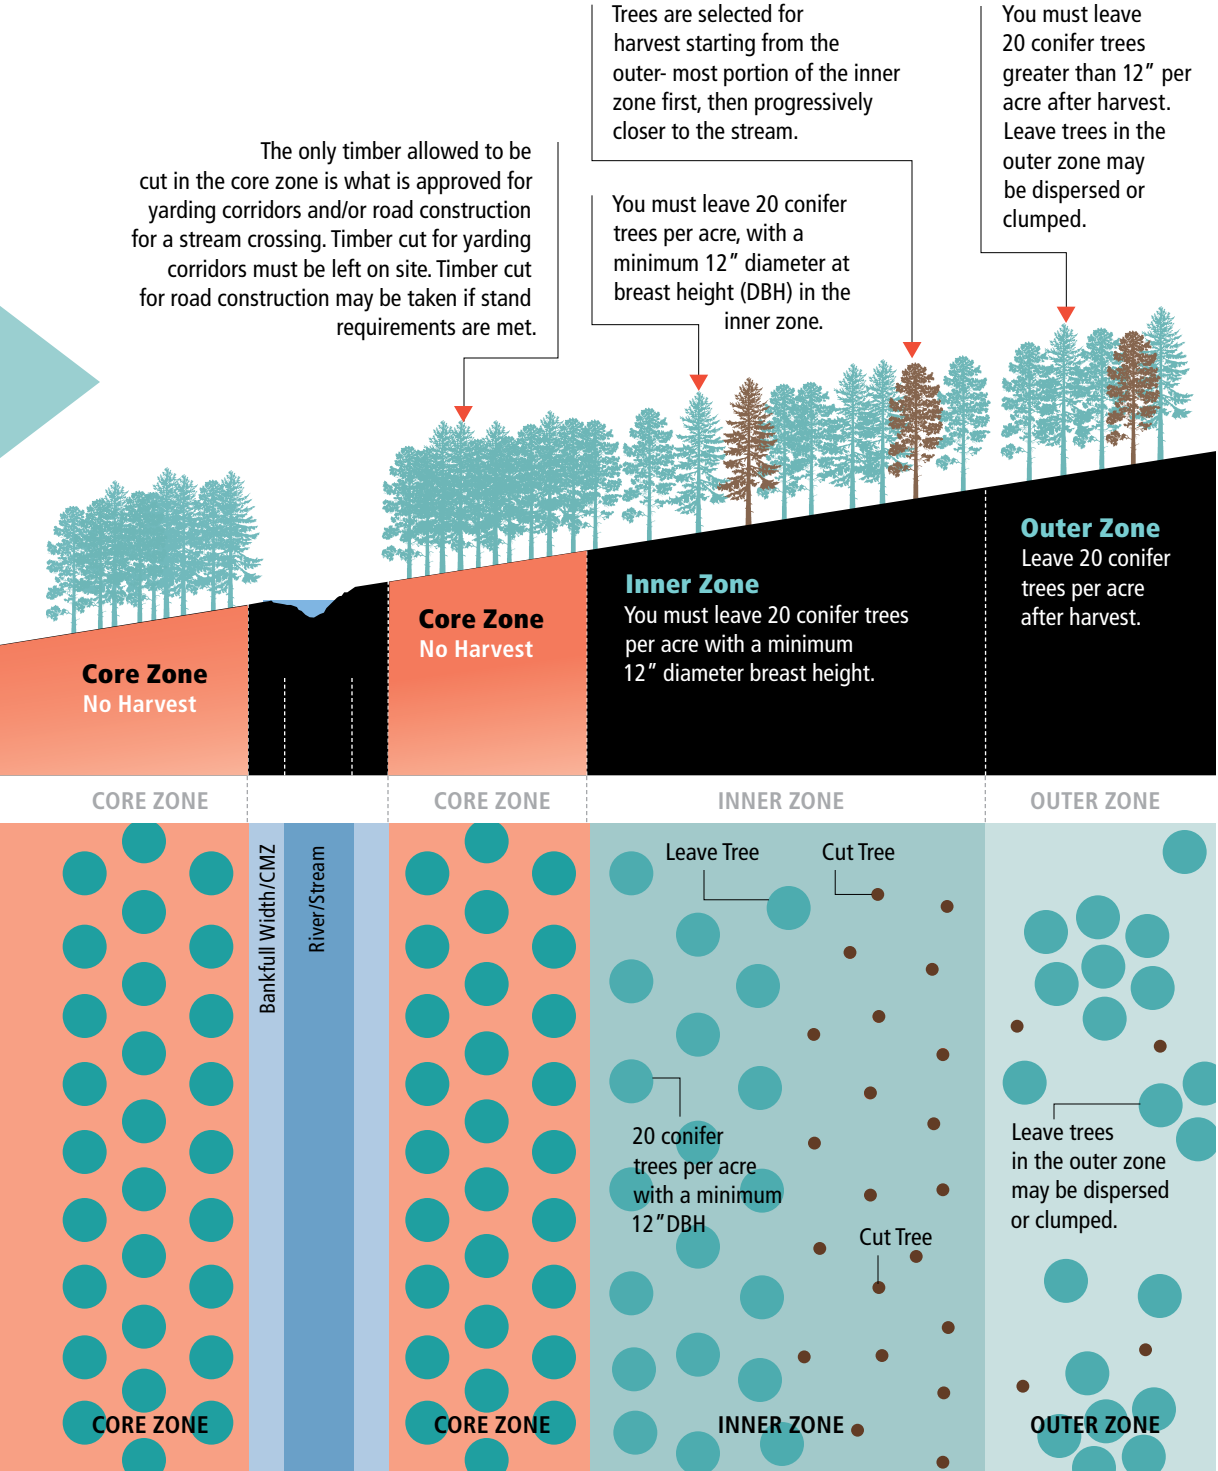 Trees are selected for
harvest starting from the
outer- most portion of the inner
zone first, then progressively
closer to the stream.
You must leave
20 conifer trees
greater than 12” per
acre after harvest.
Leave trees in the
outer zone may
be dispersed or
clumped.
The only timber allowed to be
cut in the core zone is what is approved for
yarding corridors and/or road construction
for a stream crossing. Timber cut for yarding
corridors must be left on site. Timber cut
for road construction may be taken if stand
requirements are met.
You must leave 20 conifer
trees per acre, with a
minimum 12” diameter at
breast height (DBH) in the
inner zone.
Core Zone
No Harvest
Core Zone
No Harvest
Inner Zone
You must leave 20 conifer trees
per acre with a minimum
12” diameter breast height.
Outer Zone
Leave 20 conifer
trees per acre
after harvest.
CORE ZONE
CORE ZONE
INNER ZONE
OUTER ZONE
Bankfull Width/CMZ
River/Stream
Leave Tree
Cut Tree
20 conifer
trees per acre
with a minimum
12” DBH
Cut Tree
Leave trees
in the outer zone
may be dispersed
or clumped.
CORE ZONE
CORE ZONE
INNER ZONE
OUTER ZONE